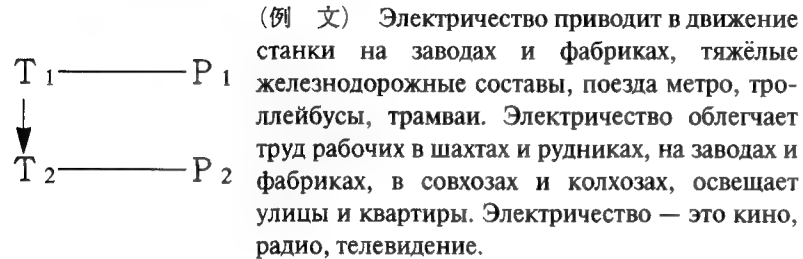 T 1 P 1
T 2 P 2
(例 文) Электричество приводит в движение
станки на заводах и фабриках, тяжёлые
железнодорожные составы, поезда метро, тро-
ллейбусы, трамваи. Электричество облегчает
труд рабочих в шахтах и рудниках, на заводах и
фабриках, в совхозах и колхозах, освещает
улицы и квартиры. Электричество — это кино,
радио, телевидение.